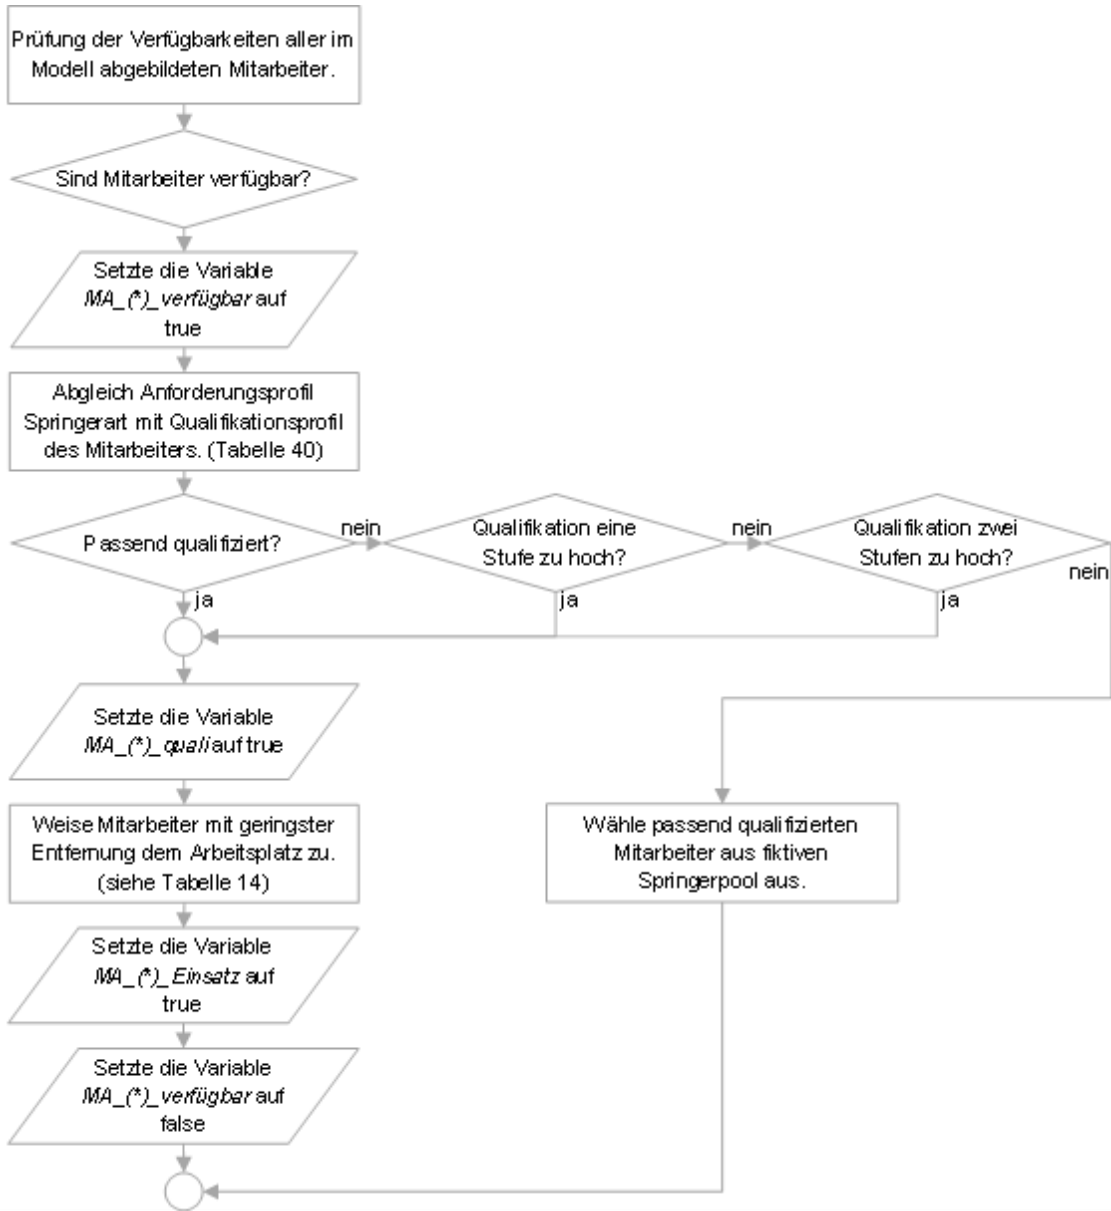 Prüfung der Verfügbarkeiten aller im
Modell abgebildeten Mitarbeiter.
Sind Mitarbeiter verfügbar?
Setzte die Variable
MA_(*)_verfügbar auf
true
Abgleich Anforderungsprofil
Springerart mit Qualifikationsprofil
des Mitarbeiters. (Tabelle 40)
Passend qualifiziert?
nein
Qualifikation eine
Stufe zu hoch?
nein
Qualifikation zwei
Stufen zu hoch?
nein
ja
ja
ja
Setzte die Variable
MA_(*)_quali auf true
Weise Mitarbeiter mit geringster
Entfernung dem Arbeitsplatz zu.
(siehe Tabelle 14)
Wähle passend qualifizierten
Mitarbeiter aus fiktiven
Springerpool aus.
Setzte die Variable
MA_(*)_Einsatz auf
true
Setzte die Variable
MA_(*)_verfügbar auf
false